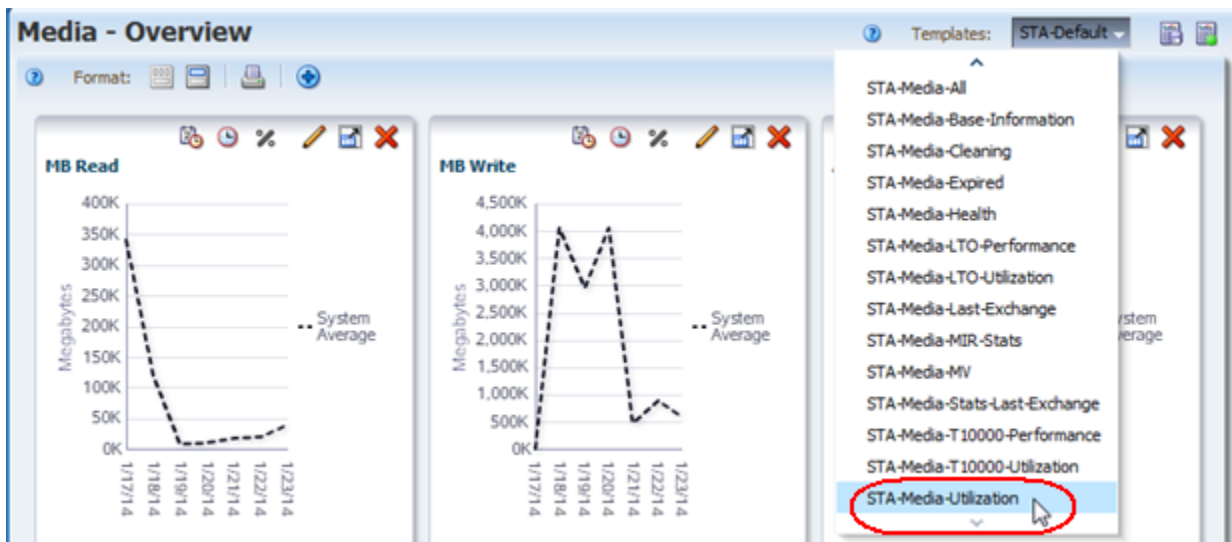 Media - Overview
Templates: STA-Default
Format:
MB Read
400K
350K
300K
250K
200K
150K
100K
50K
0K
Megabytes
1/17/14
1/18/14
1/19/14
1/20/14
1/21/14
1/22/14
1/23/14
System
Average
MB Write
4,500K
4,000K
3,500K
3,000K
2,500K
2,000K
1,500K
1,000K
500K
0K
Megabytes
1/17/14
1/18/14
1/19/14
1/20/14
1/21/14
1/22/14
1/23/14
System
Average
STA-Media-All
STA-Media-Base-Information
STA-Media-Cleaning
STA-Media-Expired
STA-Media-Health
STA-Media-LTO-Performance
STA-Media-LTO-Utilization
STA-Media-Last-Exchange
STA-Media-MIR-Stats
STA-Media-MV
STA-Media-Stats-Last-Exchange
STA-Media-T10000-Performance
STA-Media-T10000-Utilization
STA-Media-Utilization
ystem
verage